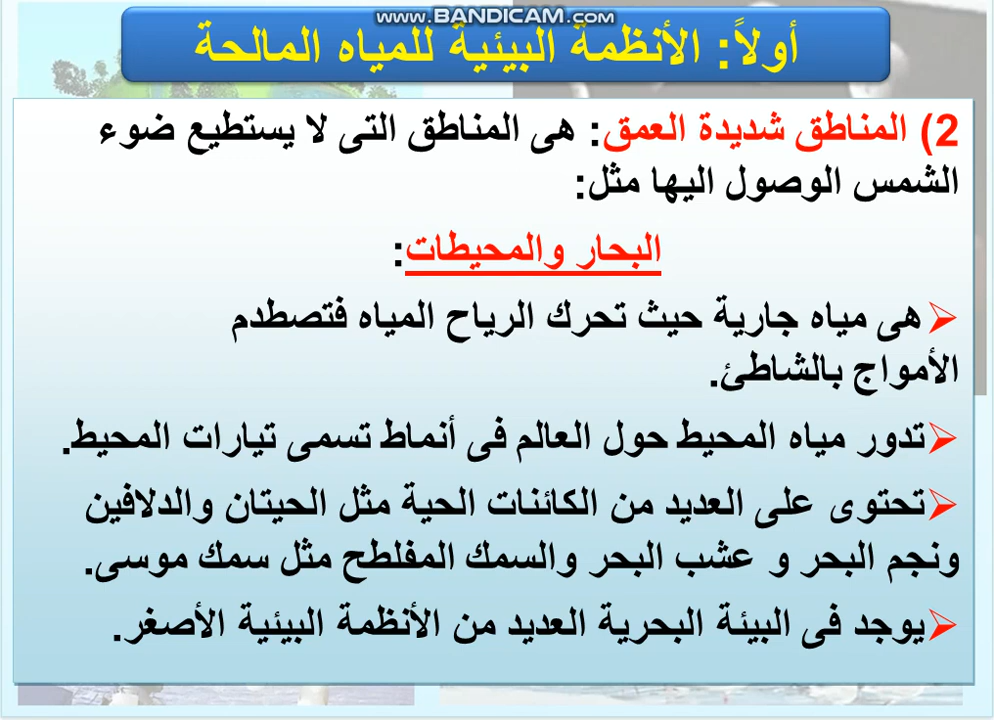 www.BANDICAM.com
أولاً: الأنظمة البيئية للمياه المالحة
2) المناطق شديدة العمق: هى المناطق التى لا يستطيع ضوء
الشمس الوصول اليها مثل:
البحار والمحيطات:
هى مياه جارية حيث تحرك الرياح المياه فتصطدم
الأمواج بالشاطئ.
تدور مياه المحيط حول العالم فى أنماط تسمى تيارات المحيط.
تحتوى على العديد من الكائنات الحية مثل الحيتان والدلافين
ونجم البحر و عشب البحر والسمك المفلطح مثل سمك موسى.
يوجد فى البيئة البحرية العديد من الأنظمة البيئية الأصغر.